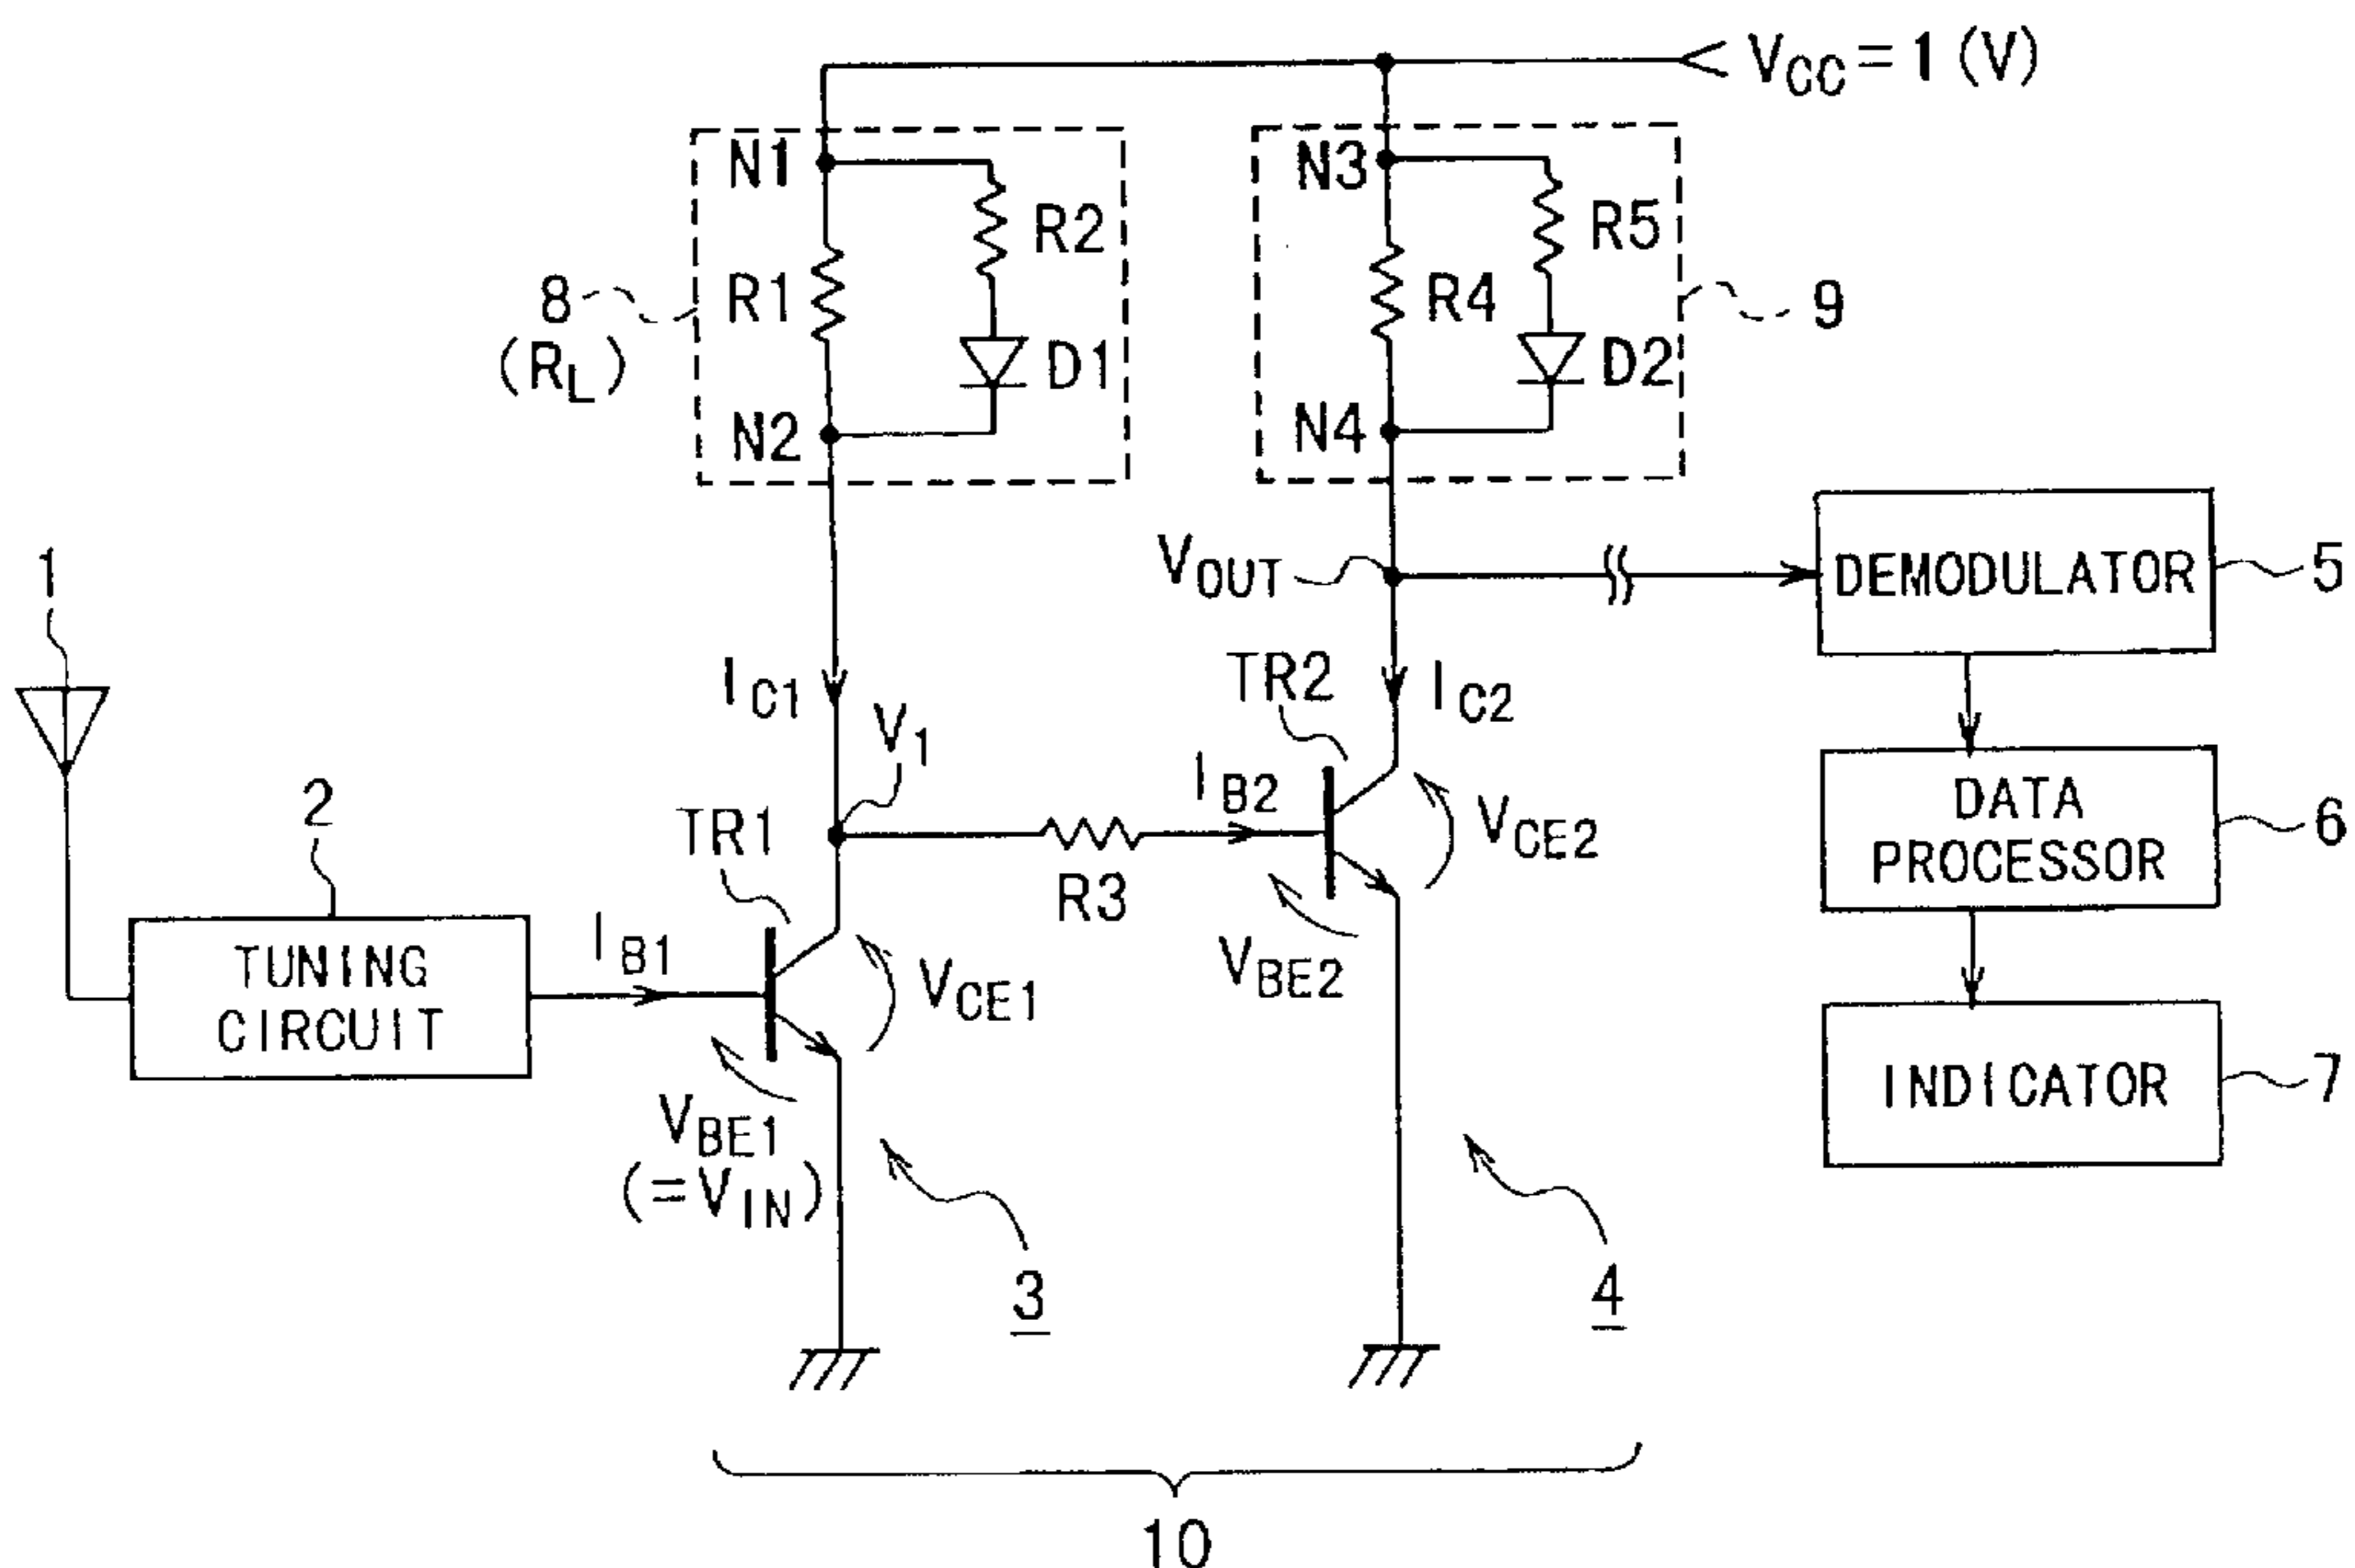 V_CC=1(V)
N1
N3
R2
R5
R1
R4
8
(R_L)
9
D1
D2
N2
N4
V_OUT
DEMODULATOR
5
1
I_C1
V_1
TR2
I_C2
I_B2
TR1
2
V_CE2
DATA
PROCESSOR
6
R3
I_B1
TUNING
CIRCUIT
V_CE1
V_BE2
INDICATOR
7
V_BE1
(=V_IN)
3
4
10